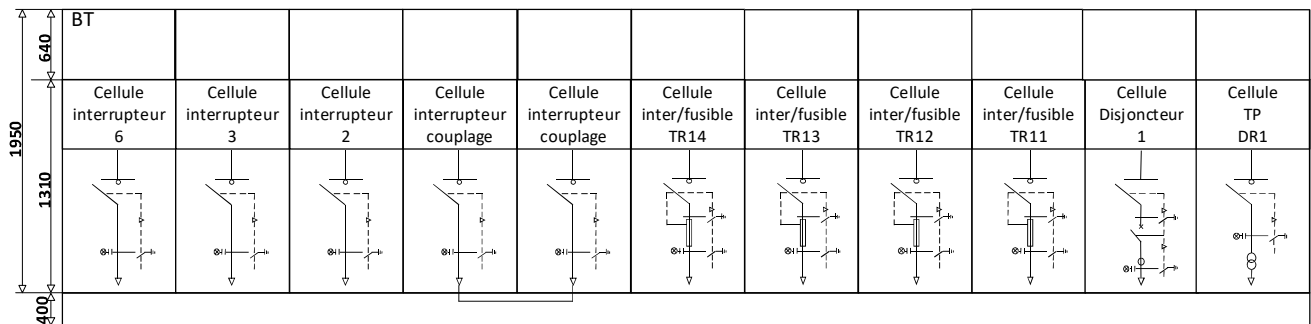 BT
640
1950
1310
400
Cellule
interrupteur
6
Cellule
interrupteur
3
Cellule
interrupteur
2
Cellule
interrupteur
couplage
Cellule
interrupteur
couplage
Cellule
inter/fusible
TR14
Cellule
inter/fusible
TR13
Cellule
inter/fusible
TR12
Cellule
inter/fusible
TR11
Cellule
Disjoncteur
1
Cellule
TP
DR1